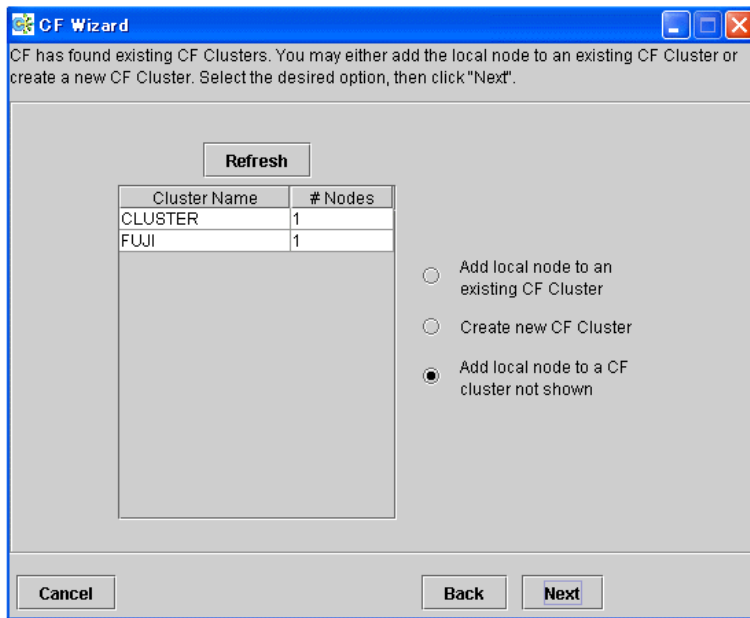 CF Wizard
CF has found existing CF Clusters. You may either add the local node to an existing CF Cluster or
create a new CF Cluster. Select the desired option, then click "Next".
Refresh
Cluster Name # Nodes
CLUSTER 1
FUJI 1
Add local node to an
existing CF Cluster
Create new CF Cluster
Add local node to a CF
cluster not shown
Cancel Back Next